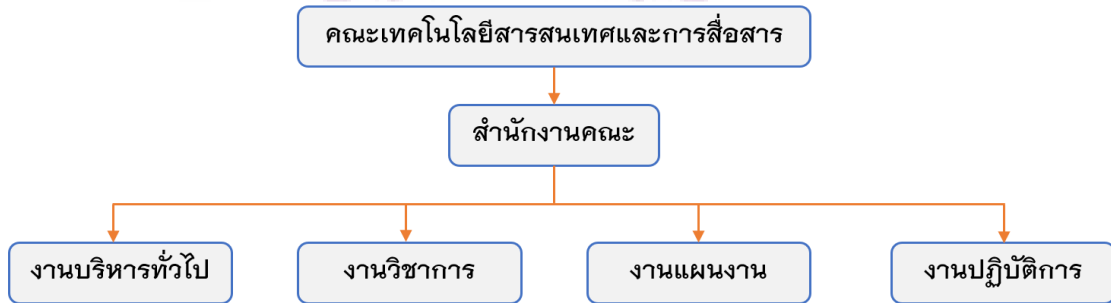 คณะเทคโนโลยีสารสนเทศและการสื่อสาร
สำนักงานคณะ
งานบริหารทั่วไป
งานวิชาการ
งานแผนงาน
งานปฏิบัติการ